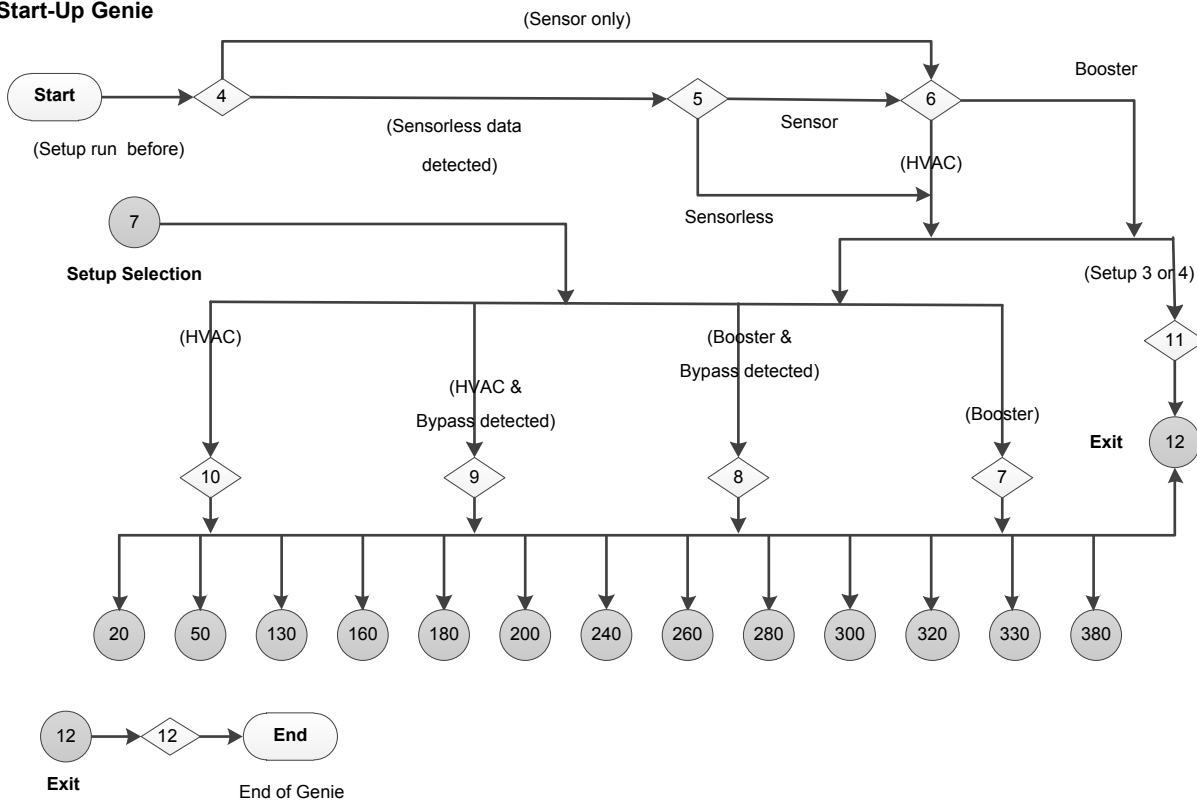 Start-Up Genie
(Sensor only)
Booster
Start
4
5
6
(Sensorless data
detected)
Sensor
(Setup run before)
(HVAC)
7
Sensorless
Setup Selection
(Setup 3 or 4)
(HVAC)
(Booster &
Bypass detected)
11
(HVAC &
Bypass detected)
(Booster)
Exit
12
10
9
8
7
20
50
130
160
180
200
240
260
280
300
320
330
380
12
12
End
Exit
End of Genie